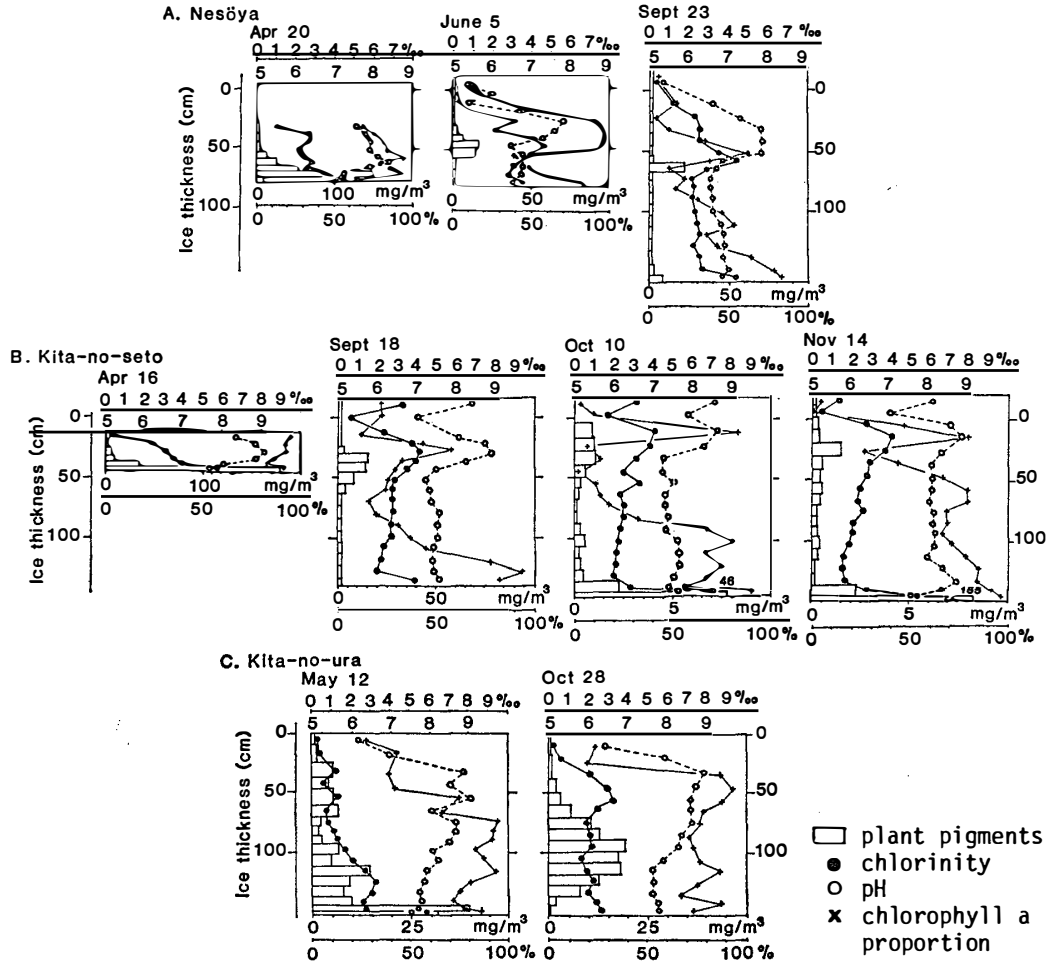 A. Nesöya
Apr 20
0 1 2 3 4 5 6 7‰
5 6 7 8 9
June 5
0 1 2 3 4 5 6 7‰
5 6 7 8 9
Sept 23
0 1 2 3 4 5 6 7 ‰
5 6 7 8 9
Ice thickness (cm)
0
50
100
0
50
100
0 100 mg/m³
0 50 100%
0 50 mg/m³
0 50 100%
0 50 mg/m³
0 50 100%
B. Kita-no-seto
Apr 16
0 1 2 3 4 5 6 7 8 9‰
5 6 7 8 9
Sept 18
0 1 2 3 4 5 6 7 8 9‰
5 6 7 8 9
Oct 10
0 1 2 3 4 5 6 7 8 9‰
5 6 7 8 9
Nov 14
0 1 2 3 4 5 6 7 8 9‰
5 6 7 8 9
Ice thickness (cm)
0
50
100
0
50
100
0 100 mg/m³
0 50 100%
0 50 mg/m³
0 50 100%
46
0 5 mg/m³
0 50 100%
0 5 mg/m³
0 50 100%
C. Kita-no-ura
May 12
0 1 2 3 4 5 6 7 8 9‰
5 6 7 8 9
Oct 28
0 1 2 3 4 5 6 7 8 9‰
5 6 7 8 9
Ice thickness (cm)
0
50
100
0
50
100
0 25 mg/m³
0 50 100%
0 25 mg/m³
0 50 100%
plant pigments
chlorinity
pH
chlorophyll a
proportion